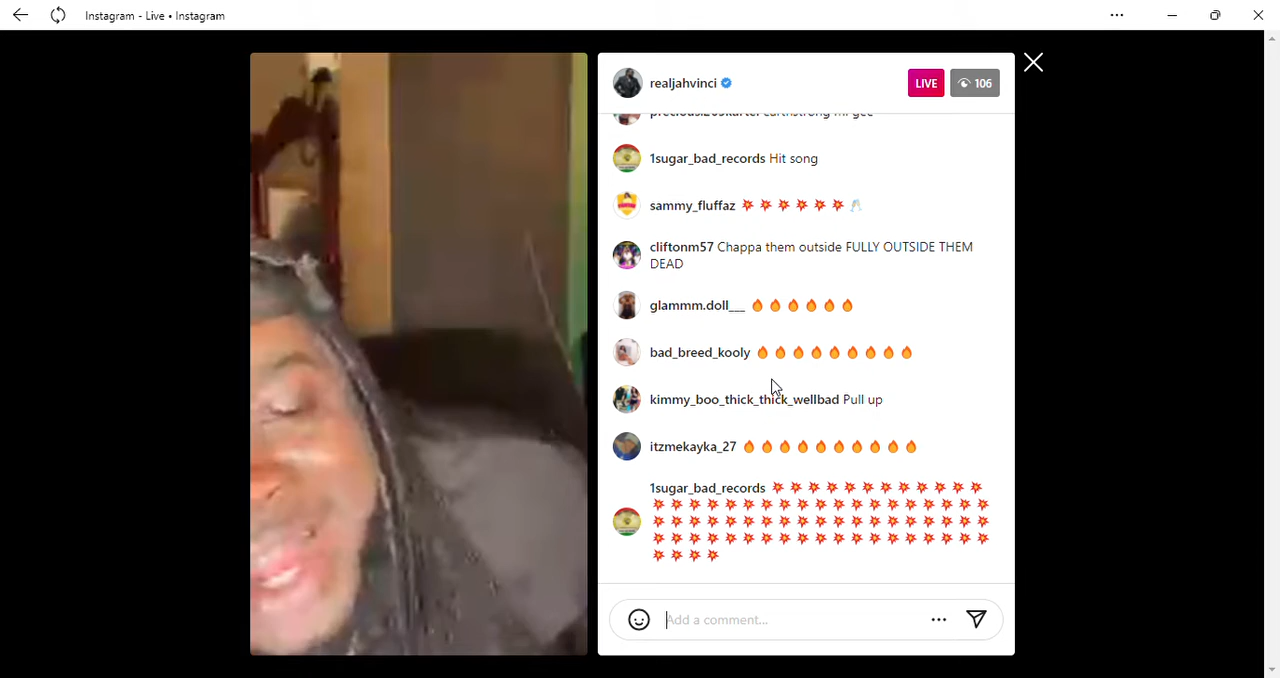 Instagram - Live • Instagram
realjahvinci
LIVE
106
1sugar_bad_records Hit song
sammy_fluffaz 💥💥💥💥💥💥🥂
cliftonm57 Chappa them outside FULLY OUTSIDE THEM
DEAD
glammm.doll___ 🔥🔥🔥🔥🔥🔥
bad_breed_kooly 🔥🔥🔥🔥🔥🔥🔥🔥🔥
kimmy_boo_thick_thick_wellbad Pull up
itzmekayka_27 🔥🔥🔥🔥🔥🔥🔥🔥🔥🔥
1sugar_bad_records 💥💥💥💥💥💥💥💥💥💥💥💥
💥💥💥💥💥💥💥💥💥💥💥💥💥💥💥💥💥💥💥
💥💥💥💥💥💥💥💥💥💥💥💥💥💥💥💥💥💥💥
💥💥💥💥💥💥💥💥💥💥💥💥💥💥💥💥💥💥💥
💥💥💥💥
Add a comment...